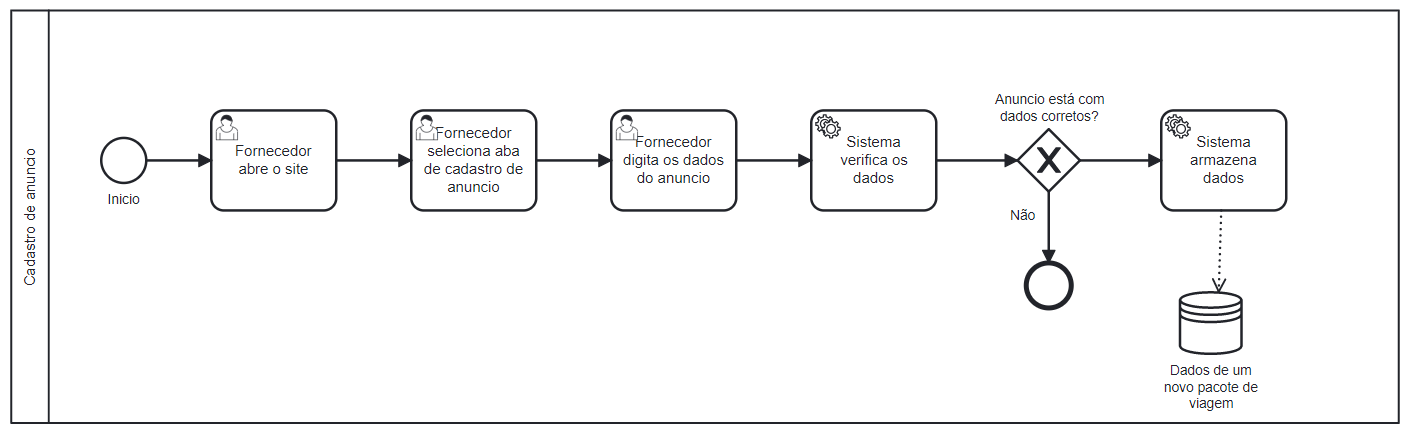 Cadastro de anuncio
Inicio
Fornecedor
abre o site
Fornecedor
seleciona aba
de cadastro de
anuncio
Fornecedor
digita os dados
do anuncio
Sistema
verifica os
dados
Anuncio está com
dados corretos?
Não
Sistema
armazena
dados
Dados de um
novo pacote de
viagem